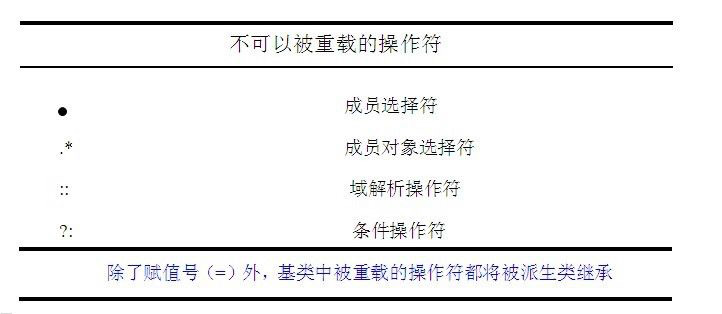 不可以被重载的操作符
● 成员选择符
.* 成员对象选择符
:: 域解析操作符
?: 条件操作符
除了赋值号（=）外，基类中被重载的操作符都将被派生类继承